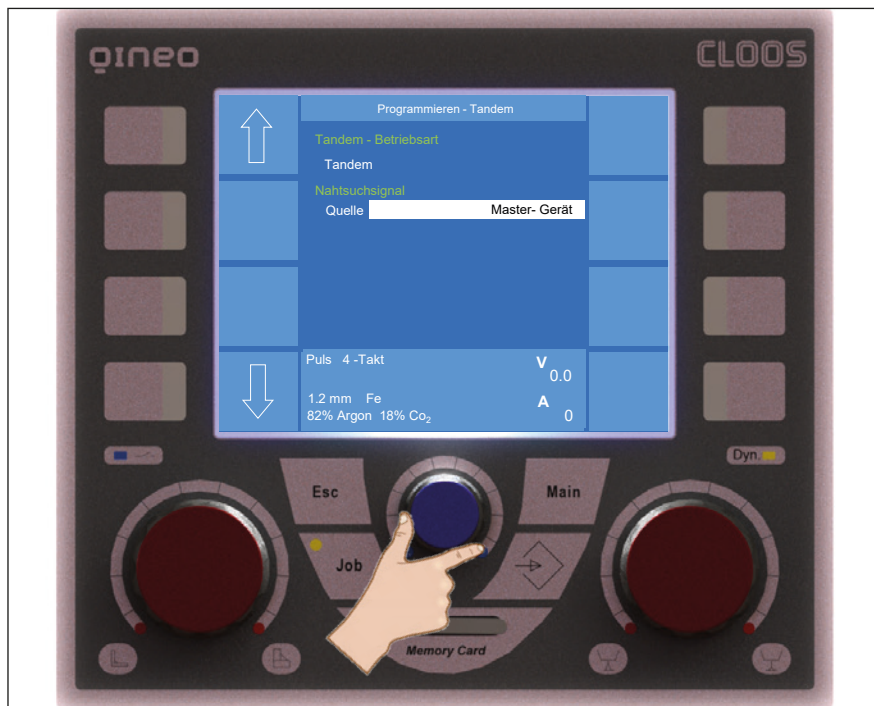 QINEO CLOOS
Programmieren - Tandem
Tandem - Betriebsart
Tandem
Nahtsuchsignal
Quelle Master- Gerät
Puls 4 -Takt V
0.0
1.2 mm Fe A
82% Argon 18% Co₂ 0
Dyn.
Esc Main
Job
Memory Card